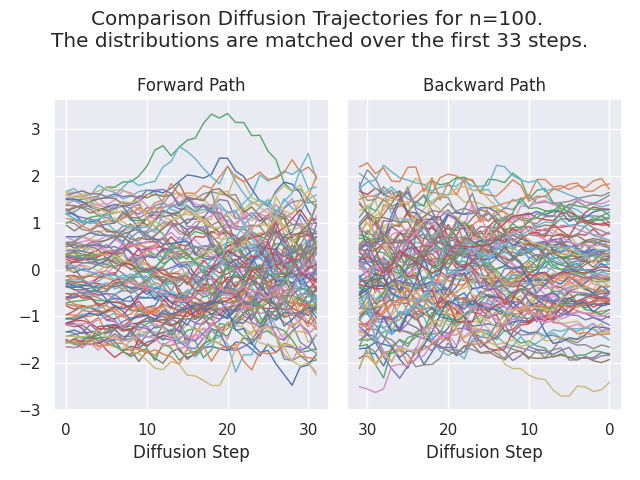 Comparison Diffusion Trajectories for n=100.
The distributions are matched over the first 33 steps.
Forward Path
Backward Path
3
2
1
0
−1
−2
−3
0 10 20 30
30 20 10 0
Diffusion Step
Diffusion Step